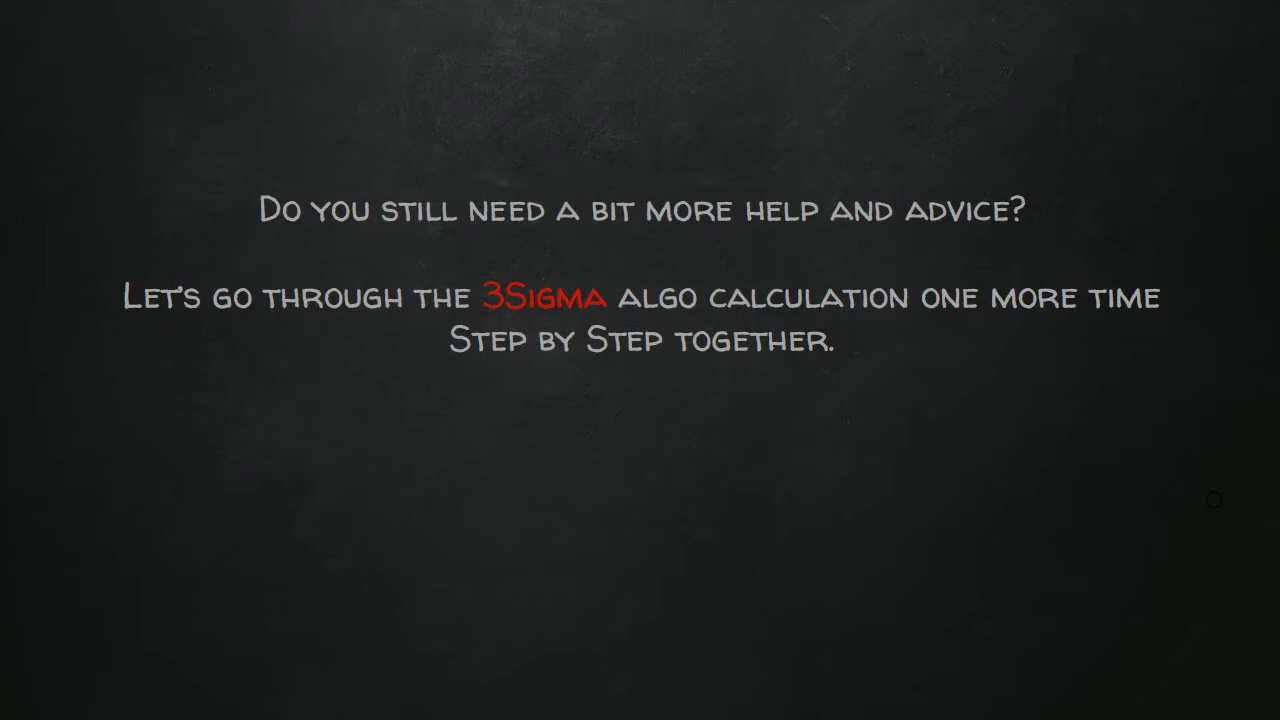 Do you still need a bit more help and advice?
Let's go through the 3Sigma algo calculation one more time
Step by Step together.